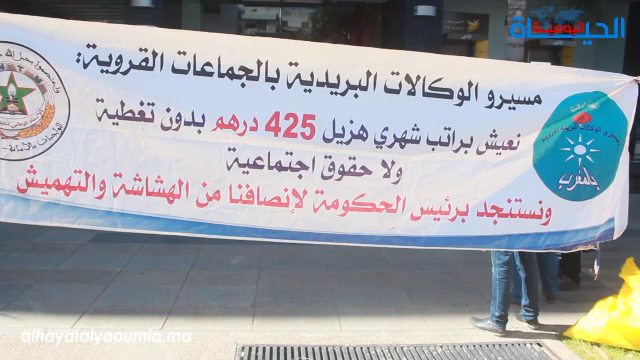 الحياة اليومية
مسيرو الوكالات البريدية بالجماعات القروية:
نعيش براتب شهري هزيل 425 درهم بدون تغطية
ولا حقوق اجتماعية
ونستنجد برئيس الحكومة لإنصافنا من الهشاشة والتهميش
بالمغرب
alhayatalyaoumia.ma